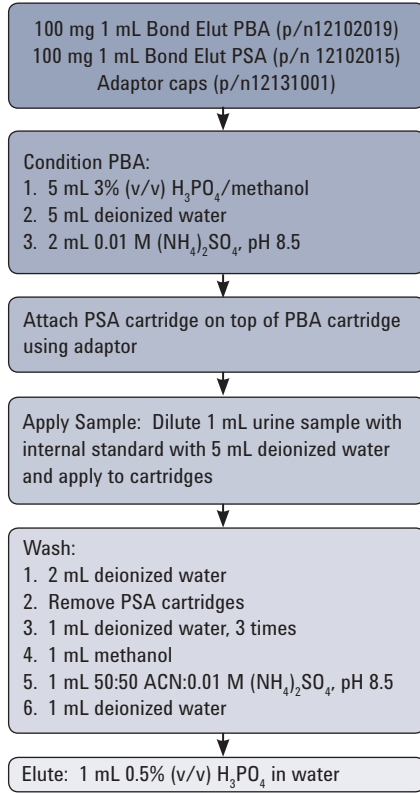 100 mg 1 mL Bond Elut PBA (p/n12102019)
100 mg 1 mL Bond Elut PSA (p/n 12102015)
Adaptor caps (p/n12131001)
Condition PBA:
1. 5 mL 3% (v/v) H₃PO₄/methanol
2. 5 mL deionized water
3. 2 mL 0.01 M (NH₄)₂SO₄, pH 8.5
Attach PSA cartridge on top of PBA cartridge
using adaptor
Apply Sample: Dilute 1 mL urine sample with
internal standard with 5 mL deionized water
and apply to cartridges
Wash:
1. 2 mL deionized water
2. Remove PSA cartridges
3. 1 mL deionized water, 3 times
4. 1 mL methanol
5. 1 mL 50:50 ACN:0.01 M (NH₄)₂SO₄, pH 8.5
6. 1 mL deionized water
Elute: 1 mL 0.5% (v/v) H₃PO₄ in water